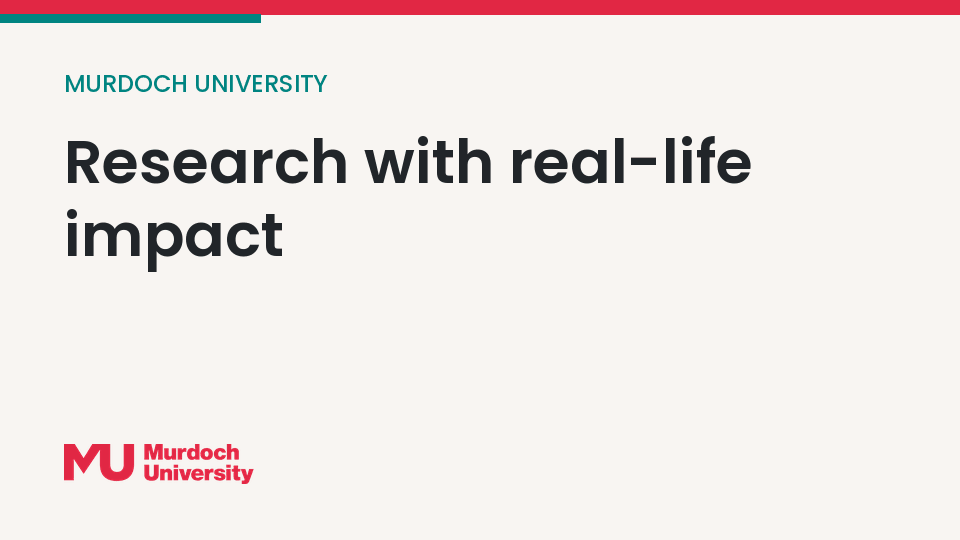 MURDOCH UNIVERSITY
Research with real-life
impact
MU Murdoch
University